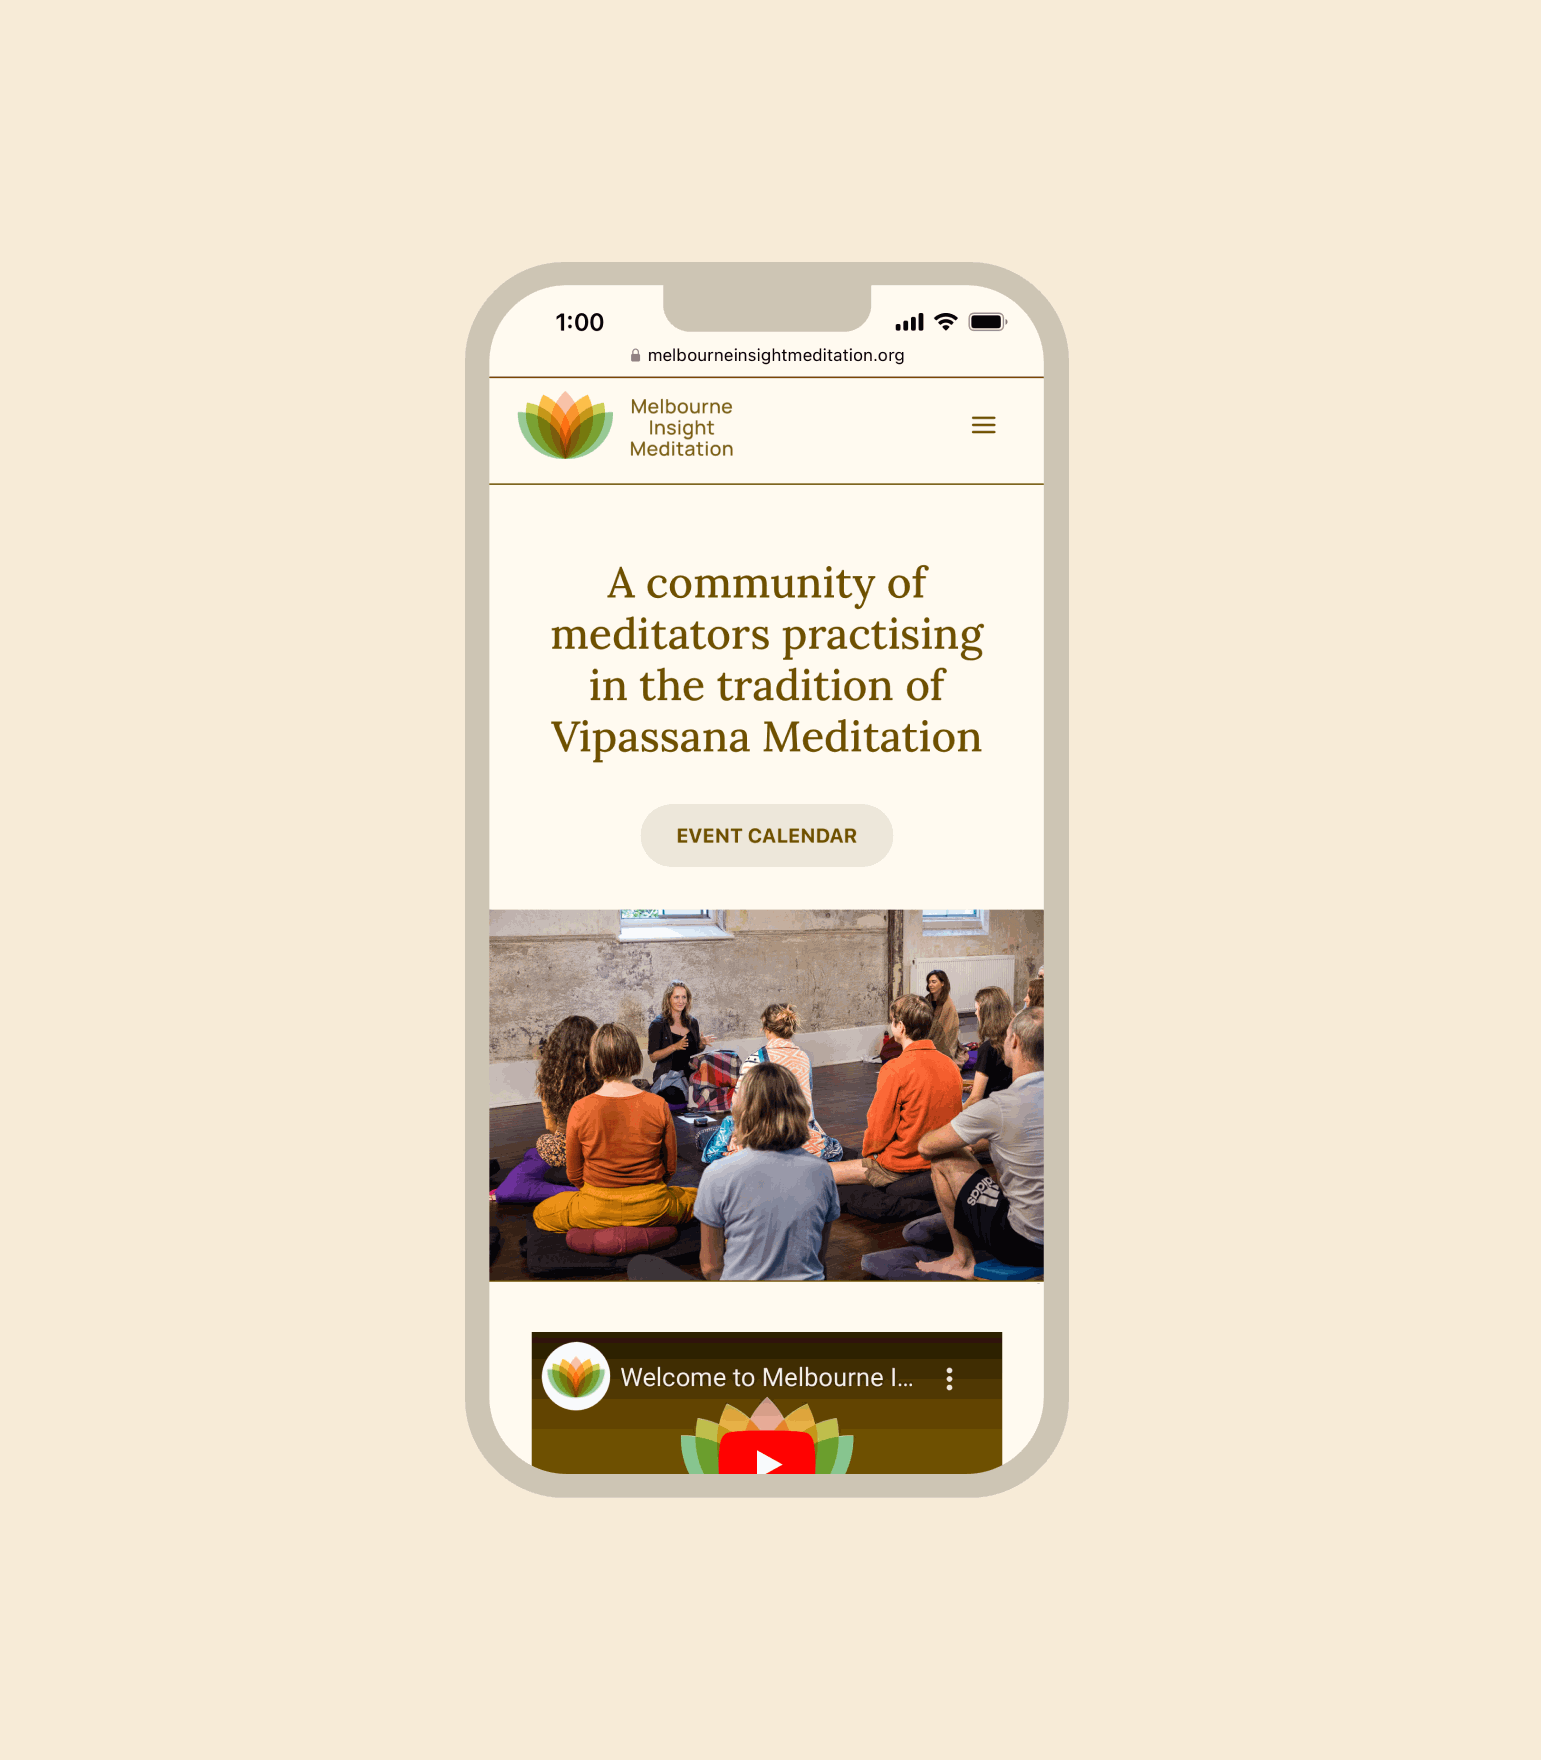 1:00
melbourneinsightmeditation.org
Melbourne
Insight
Meditation
A community of
meditators practising
in the tradition of
Vipassana Meditation
EVENT CALENDAR
adidas
Welcome to Melbourne I...